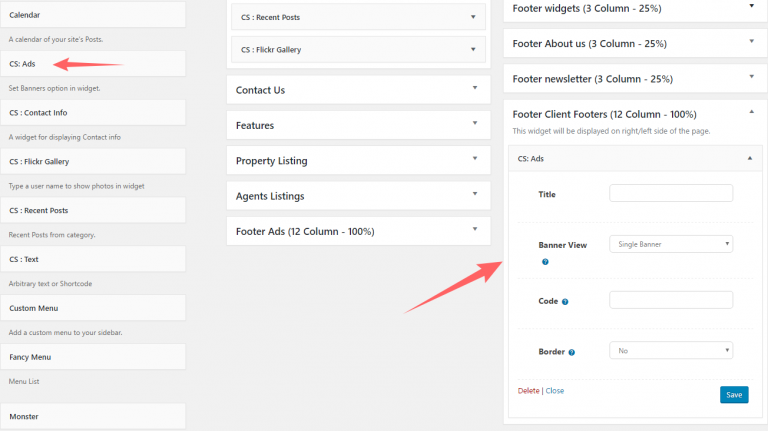 Calendar
A calendar of your site's Posts.
CS: Ads
Set Banners option in widget.
CS : Contact Info
A widget for displaying Contact info
CS : Flickr Gallery
Type a user name to show photos in widget
CS : Recent Posts
Recent Posts from category.
CS : Text
Arbitrary text or Shortcode
Custom Menu
Add a custom menu to your sidebar.
Fancy Menu
Menu List
Monster
CS : Recent Posts
CS : Flickr Gallery
Contact Us
Features
Property Listing
Agents Listings
Footer Ads (12 Column - 100%)
Footer widgets (3 Column - 25%)
Footer About us (3 Column - 25%)
Footer newsletter (3 Column - 25%)
Footer Client Footers (12 Column - 100%)
This widget will be displayed on right/left side of the page.
CS: Ads
Title
Banner View
Single Banner
?
Code ?
Border ?
No
Delete | Close
Save